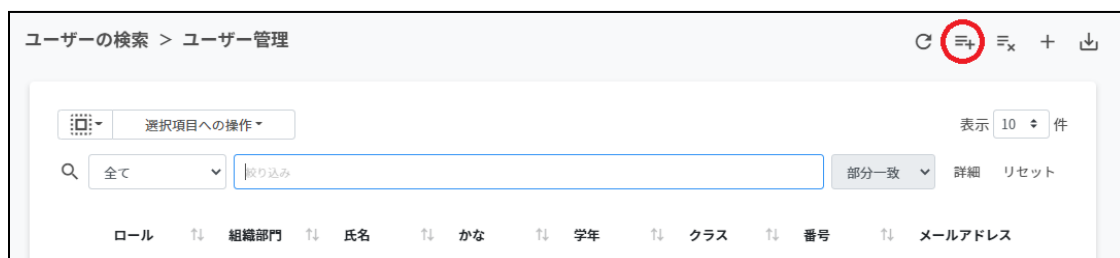 ユーザーの検索 > ユーザー管理
選択項目への操作
表示 10 件
全て 絞り込み 部分一致 詳細 リセット
ロール 組織部門 氏名 かな 学年 クラス 番号 メールアドレス